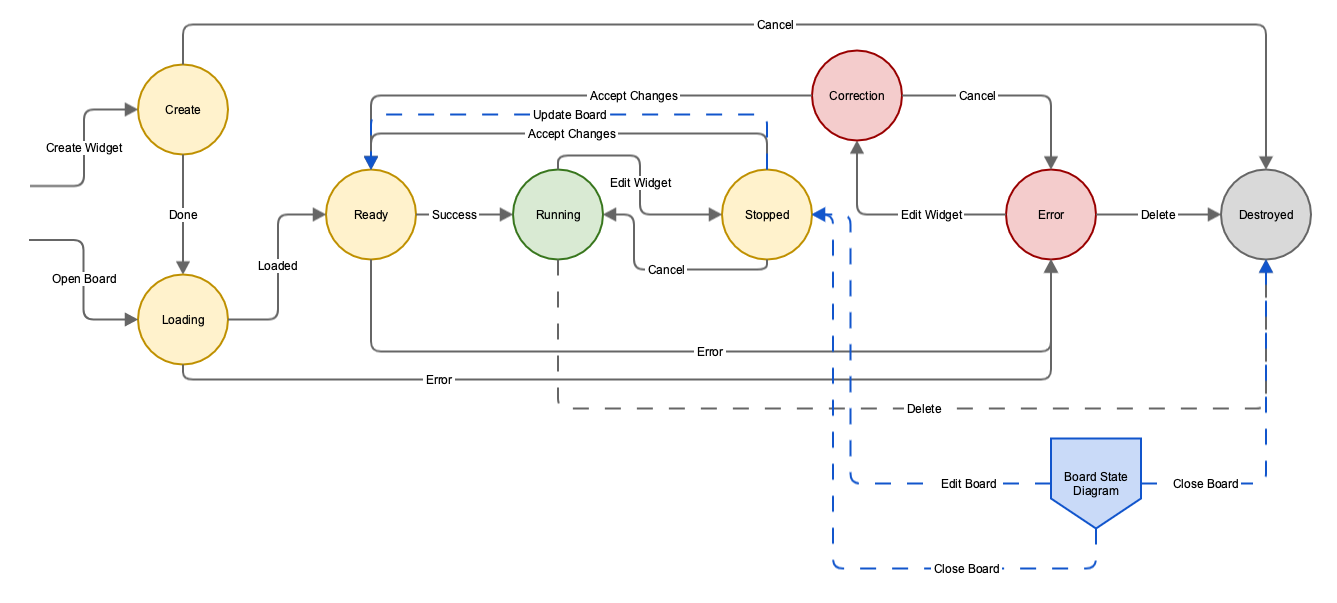 Cancel
Correction
Accept Changes
Cancel
Create
Update Board
Accept Changes
Create Widget
Edit Widget
Done
Ready
Success
Running
Stopped
Edit Widget
Error
Delete
Destroyed
Loaded
Cancel
Open Board
Loading
Error
Error
Delete
Board State
Diagram
Edit Board
Close Board
Close Board